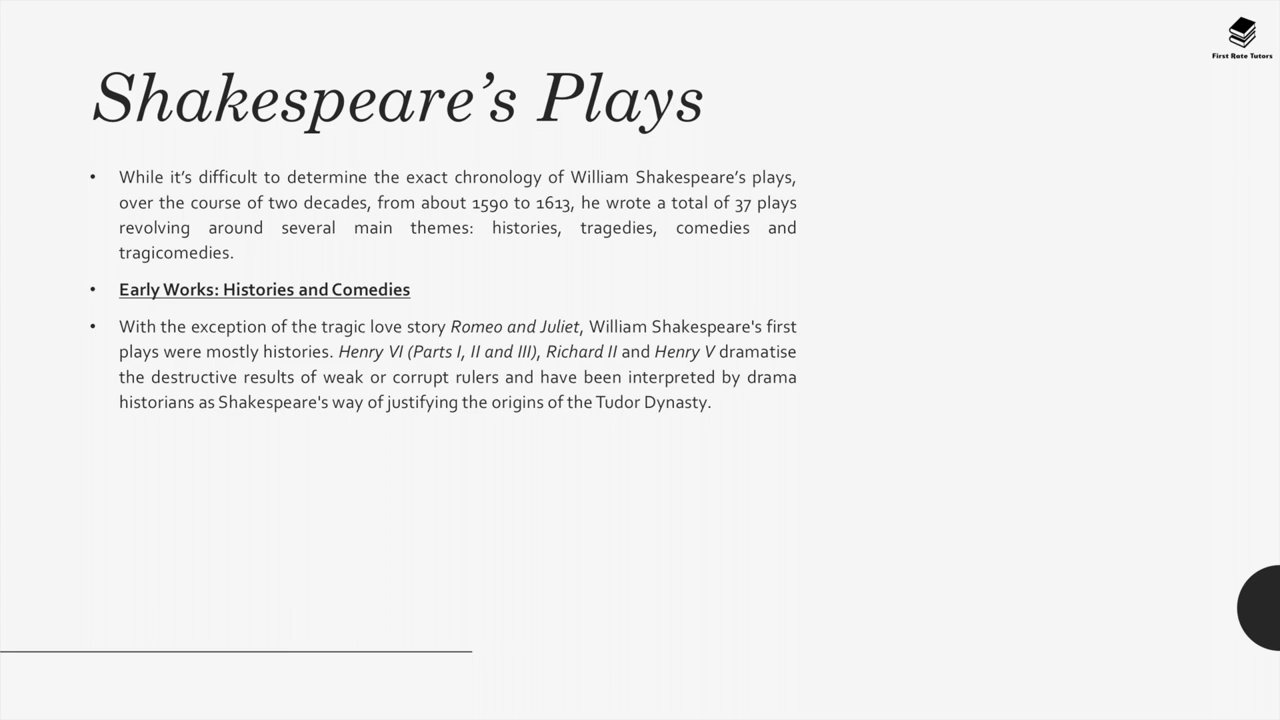 First Rate Tutors
Shakespeare’s Plays
• While it’s difficult to determine the exact chronology of William Shakespeare’s plays,
over the course of two decades, from about 1590 to 1613, he wrote a total of 37 plays
revolving around several main themes: histories, tragedies, comedies and
tragicomedies.
• Early Works: Histories and Comedies
• With the exception of the tragic love story Romeo and Juliet, William Shakespeare's first
plays were mostly histories. Henry VI (Parts I, II and III), Richard II and Henry V dramatise
the destructive results of weak or corrupt rulers and have been interpreted by drama
historians as Shakespeare's way of justifying the origins of the Tudor Dynasty.